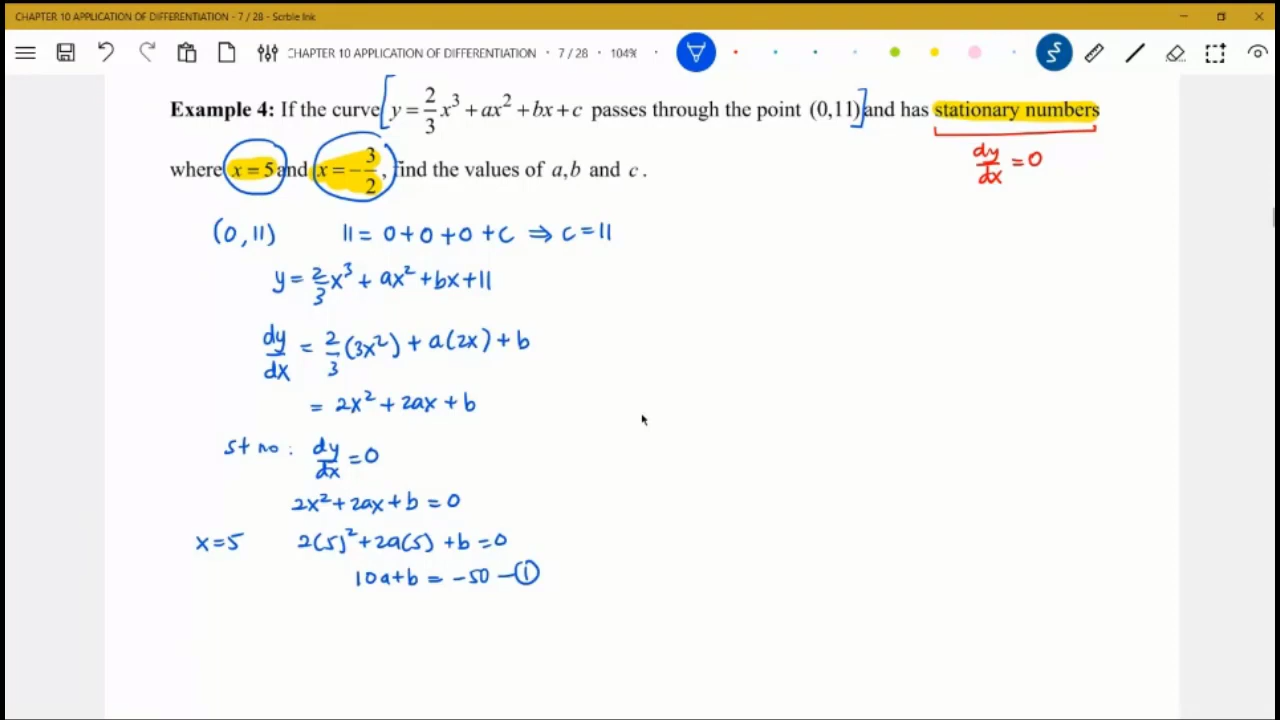 CHAPTER 10 APPLICATION OF DIFFERENTIATION - 7 / 28 - Scrble Ink
CHAPTER 10 APPLICATION OF DIFFERENTIATION • 7 / 28 • 104%
Example 4: If the curve [y = 2/3 x³ + ax² + bx + c passes through the point (0,11)] and has stationary numbers
dy/dx = 0
where x = 5 and x = -3/2, find the values of a,b and c.
(0,11) 11 = 0+0+0+c ⇒ c = 11
y = 2/3 x³ + ax² + bx + 11
dy/dx = 2/3 (3x²) + a(2x) + b
= 2x² + 2ax + b
st no: dy/dx = 0
2x² + 2ax + b = 0
x=5 2(5)² + 2a(5) + b = 0
10a+b = -50 - ①